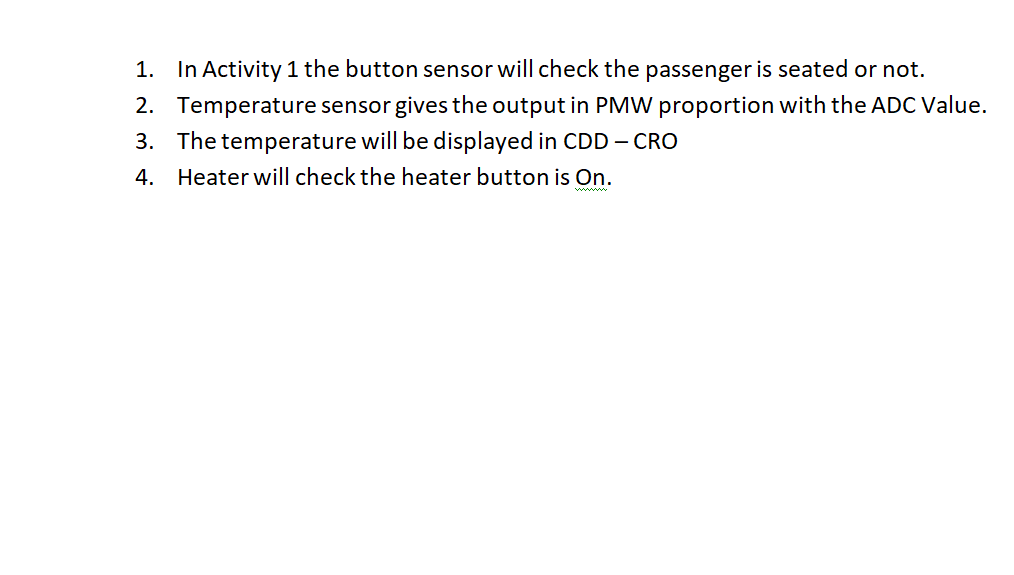 1. In Activity 1 the button sensor will check the passenger is seated or not.
2. Temperature sensor gives the output in PMW proportion with the ADC Value.
3. The temperature will be displayed in CDD – CRO
4. Heater will check the heater button is On.